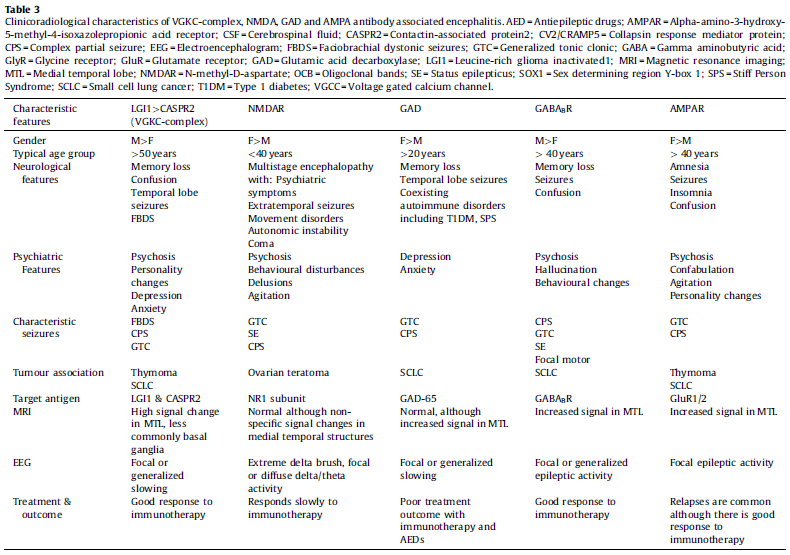 Table 3
Clinicoradiological characteristics of VGKC-complex, NMDA, GAD and AMPA antibody associated encephalitis. AED = Antiepileptic drugs; AMPAR = Alpha-amino-3-hydroxy-
5-methyl-4-isoxazolepropionic acid receptor; CSF = Cerebrospinal fluid; CASPR2 = Contactin-associated protein2; CV2/CRAMP5 = Collapsin response mediator protein;
CPS = Complex partial seizure; EEG = Electroencephalogram; FBDS = Faciobrachial dystonic seizures; GTC = Generalized tonic clonic; GABA = Gamma aminobutyric acid;
GlyR = Glycine receptor; GluR = Glutamate receptor; GAD = Glutamic acid decarboxylase; LGI1 = Leucine-rich glioma inactivated1; MRI = Magnetic resonance imaging;
MTL = Medial temporal lobe; NMDAR = N-methyl-D-aspartate; OCB = Oligoclonal bands; SE = Status epilepticus; SOX1 = Sex determining region Y-box 1; SPS = Stiff Person
Syndrome; SCLC = Small cell lung cancer; T1DM = Type 1 diabetes; VGCC = Voltage gated calcium channel.
Characteristic LGI1 > CASPR2 NMDAR GAD GABABR AMPAR
features (VGKC-complex)
Gender M>F F>M F>M M>F F>M
Typical age group >50 years <40 years >20 years > 40 years > 40 years
Neurological Memory loss Multistage encephalopathy Memory loss Memory loss Amnesia
features Confusion with: Psychiatric Temporal lobe seizures Seizures Seizures
Temporal lobe symptoms Coexisting Confusion Insomnia
seizures Extratemporal seizures autoimmune disorders Confusion
FBDS Movement disorders including T1DM, SPS
Autonomic instability
Coma
Psychiatric Psychosis Psychosis Depression Psychosis Psychosis
Features Personality Behavioural disturbances Anxiety Hallucination Confabulation
changes Delusions Behavioural changes Agitation
Depression Agitation Personality changes
Anxiety
Characteristic FBDS GTC GTC CPS GTC
seizures CPS SE CPS GTC CPS
GTC CPS SE
Focal motor
Tumour association Thymoma Ovarian teratoma SCLC SCLC Thymoma
SCLC SCLC
Target antigen LGI1 & CASPR2 NR1 subunit GAD-65 GABABR GluR1/2
MRI High signal change Normal although non- Normal, although Increased signal in MTL Increased signal in MTL
in MTL, less specific signal changes in increased signal in MTL
commonly basal medial temporal structures
ganglia
EEG Focal or Extreme delta brush, focal Focal or generalized Focal or generalized Focal epileptic activity
generalized or diffuse delta/theta slowing epileptic activity
slowing activity
Treatment & Good response to Responds slowly to Poor treatment Good response to Relapses are common
outcome immunotherapy immunotherapy outcome with immunotherapy although there is good
immunotherapy and response to
AEDs immunotherapy